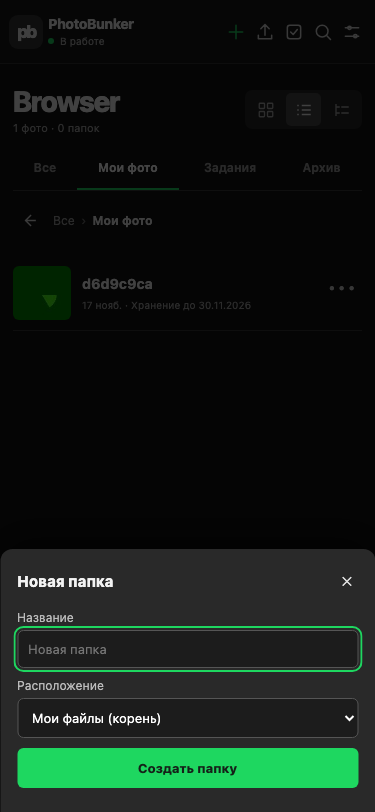 pb PhotoBunker
В работе
Browser
1 фото · 0 папок
Все Мои фото Задания Архив
Все › Мои фото
d6d9c9ca
17 нояб. · Хранение до 30.11.2026
Новая папка
Название
Новая папка
Расположение
Мои файлы (корень)
Создать папку